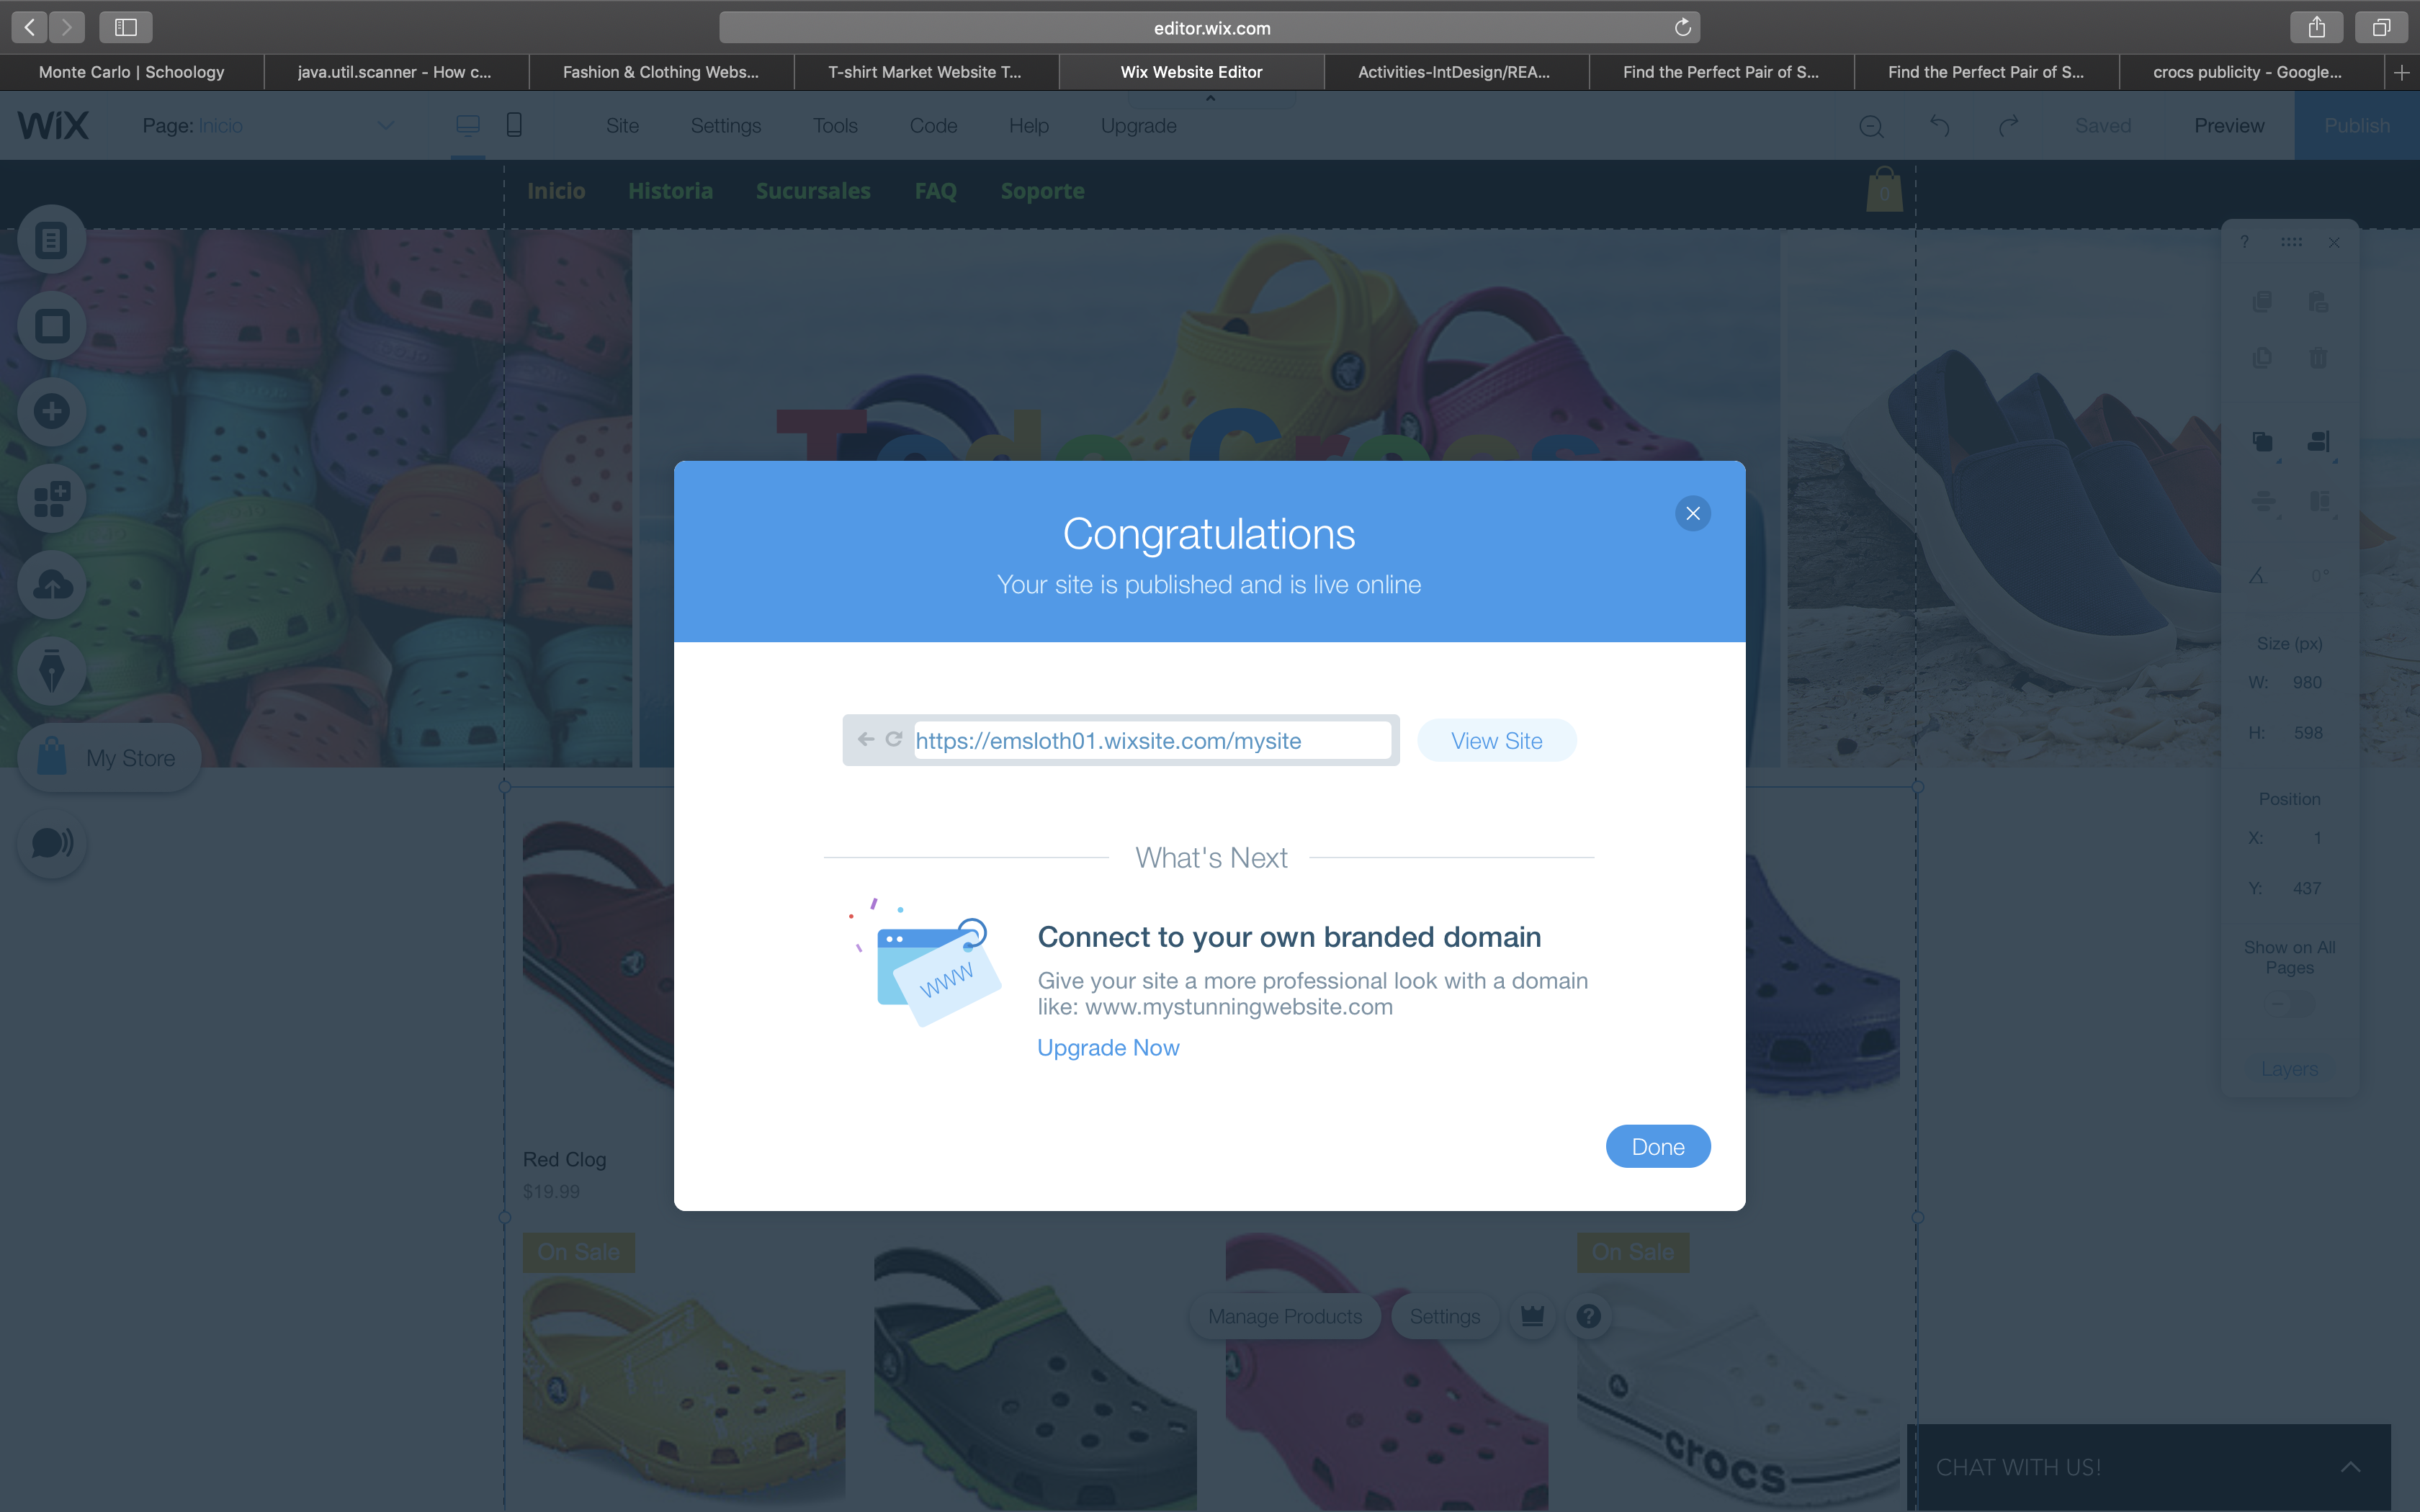 editor.wix.com
Monte Carlo | Schoology
java.util.scanner - How c...
Fashion & Clothing Webs...
T-shirt Market Website T...
Wix Website Editor
Activities-IntDesign/REA...
Find the Perfect Pair of S...
Find the Perfect Pair of S...
crocs publicity - Google...
WiX
Page: Inicio
Site
Settings
Tools
Code
Help
Upgrade
Saved
Preview
Publish
Inicio
Historia
Sucursales
FAQ
Soporte
0
Todo Crocs
Congratulations
Your site is published and is live online
https://emsloth01.wixsite.com/mysite
View Site
What's Next
WWW
Connect to your own branded domain
Give your site a more professional look with a domain
like: www.mystunningwebsite.com
Upgrade Now
Done
My Store
?
0°
Size (px)
W: 980
H: 598
Position
X: 1
Y: 437
Show on All
Pages
Layers
Red Clog
$19.99
On Sale
On Sale
Manage Products
Settings
?
crocs
CHAT WITH US!